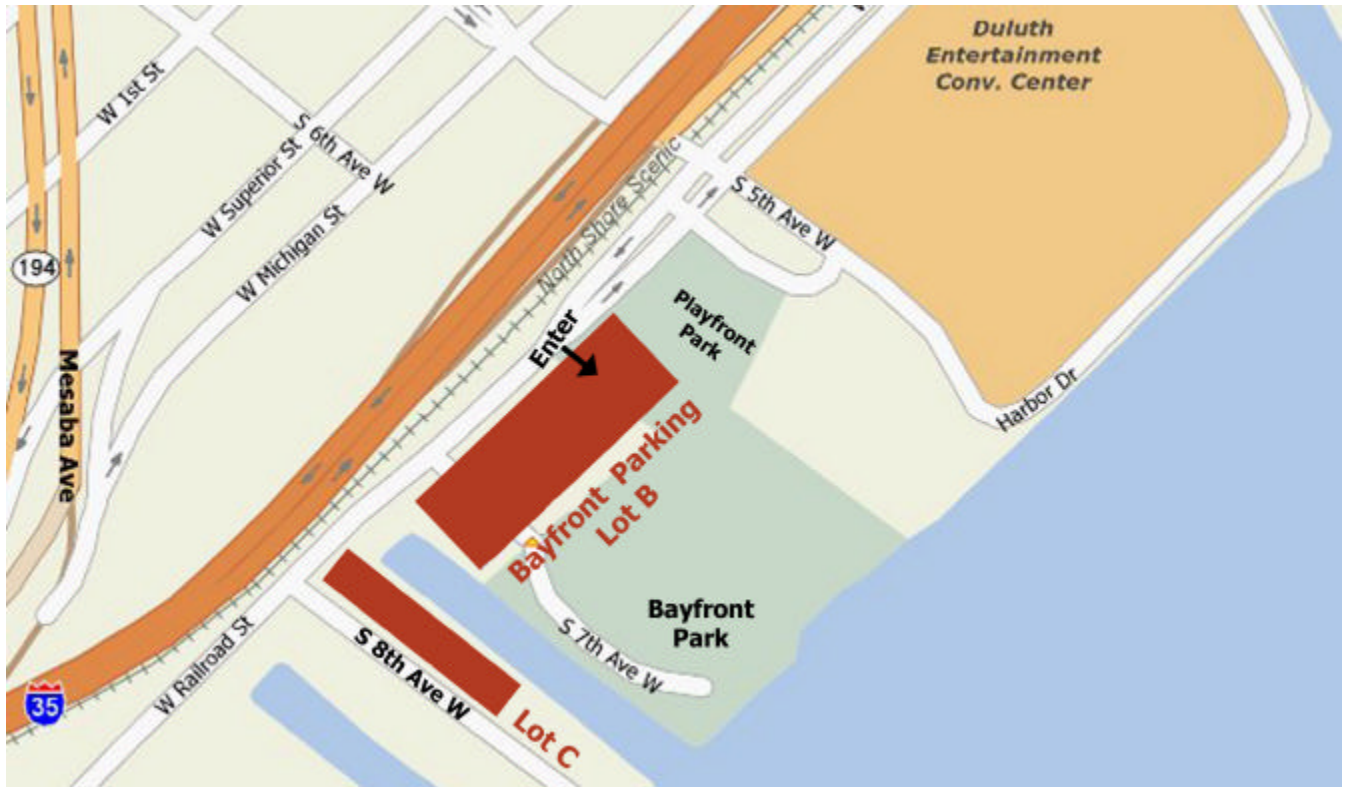 Duluth
Entertainment
Conv. Center
W 1st St
S 6th Ave W
W Superior St
W Michigan St
North Shore Scenic
S 5th Ave W
194
Mesaba Ave
Playfront
Park
Enter
Harbor Dr
Bayfront Parking
Lot B
Bayfront
Park
S 7th Ave W
S 8th Ave W
W Railroad St
35
Lot C